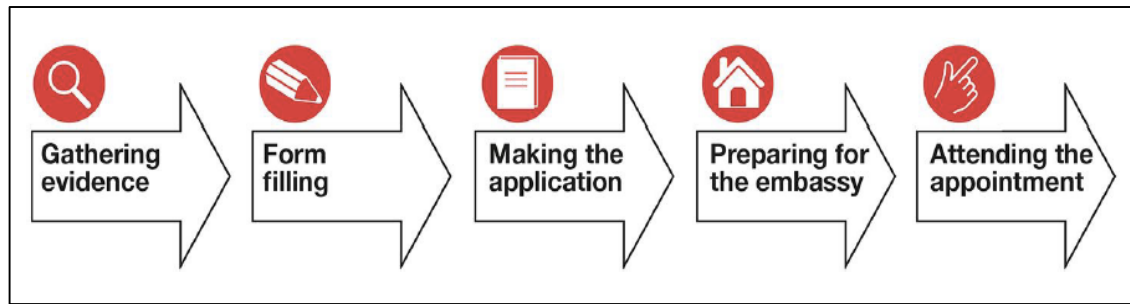 Gathering
evidence
Form
filling
Making the
application
Preparing for
the embassy
Attending the
appointment